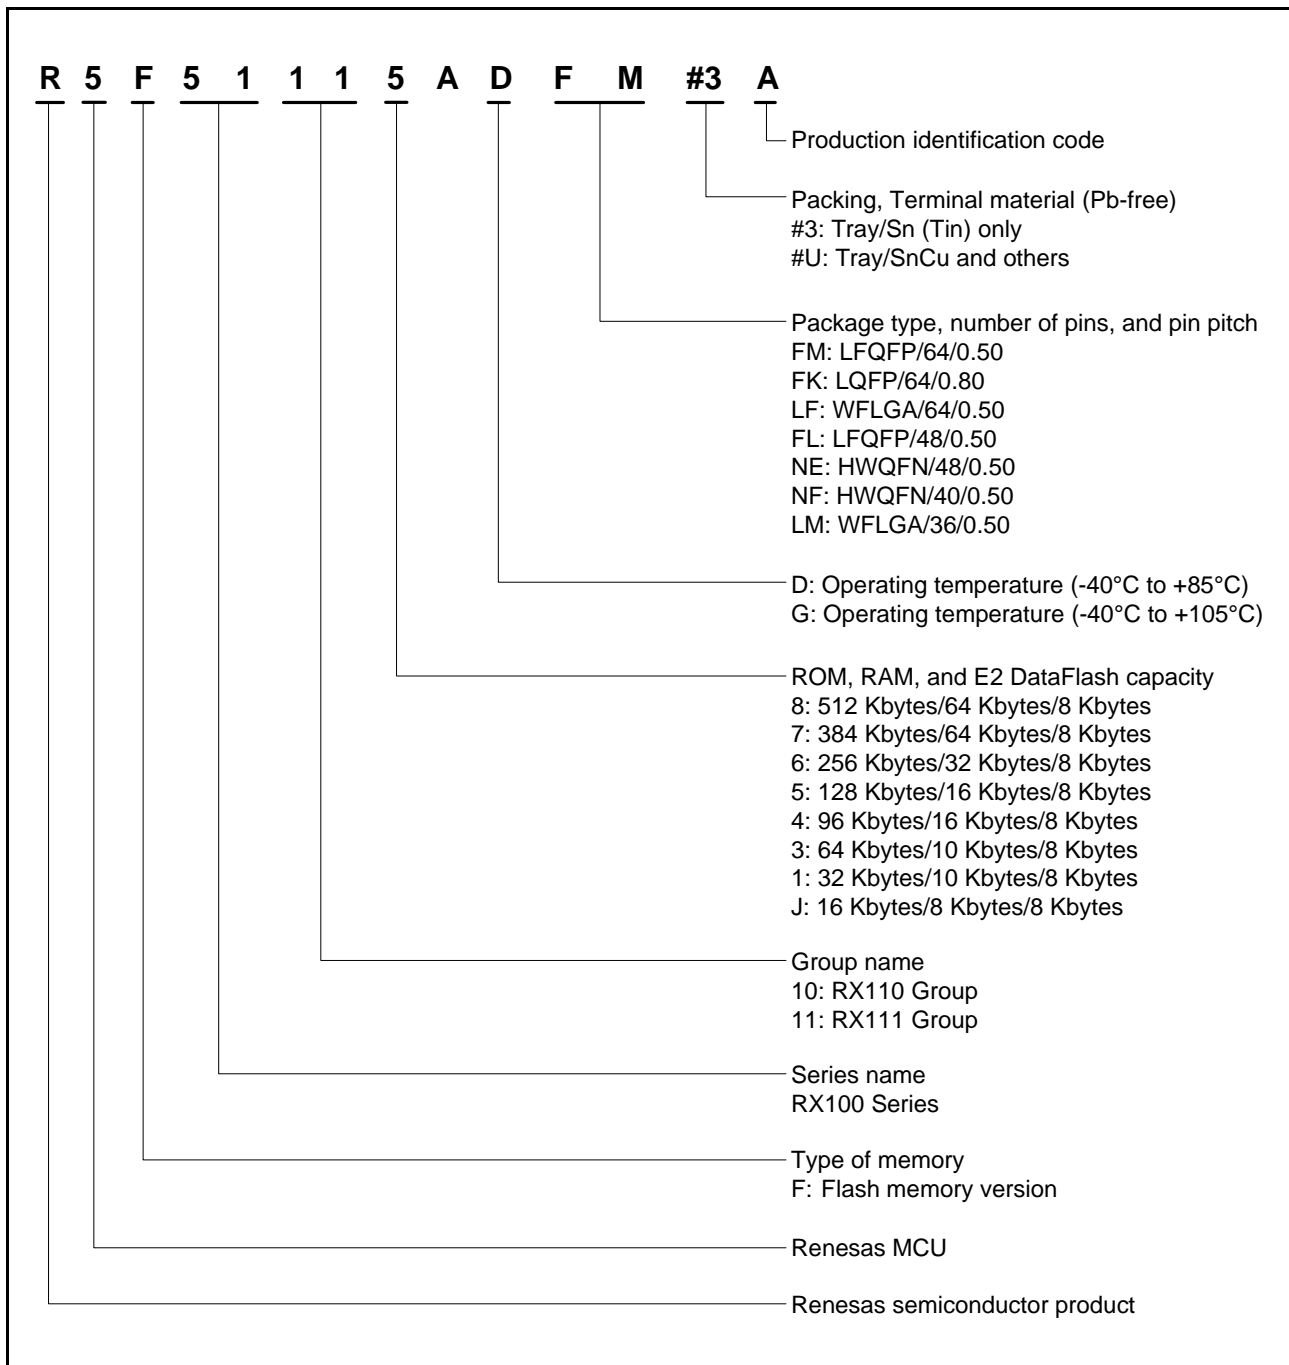 R 5 F 5 1 1 1 5 A D F M #3 A
Production identification code
Packing, Terminal material (Pb-free)
#3: Tray/Sn (Tin) only
#U: Tray/SnCu and others
Package type, number of pins, and pin pitch
FM: LFQFP/64/0.50
FK: LQFP/64/0.80
LF: WFLGA/64/0.50
FL: LFQFP/48/0.50
NE: HWQFN/48/0.50
NF: HWQFN/40/0.50
LM: WFLGA/36/0.50
D: Operating temperature (-40°C to +85°C)
G: Operating temperature (-40°C to +105°C)
ROM, RAM, and E2 DataFlash capacity
8: 512 Kbytes/64 Kbytes/8 Kbytes
7: 384 Kbytes/64 Kbytes/8 Kbytes
6: 256 Kbytes/32 Kbytes/8 Kbytes
5: 128 Kbytes/16 Kbytes/8 Kbytes
4: 96 Kbytes/16 Kbytes/8 Kbytes
3: 64 Kbytes/10 Kbytes/8 Kbytes
1: 32 Kbytes/10 Kbytes/8 Kbytes
J: 16 Kbytes/8 Kbytes/8 Kbytes
Group name
10: RX110 Group
11: RX111 Group
Series name
RX100 Series
Type of memory
F: Flash memory version
Renesas MCU
Renesas semiconductor product